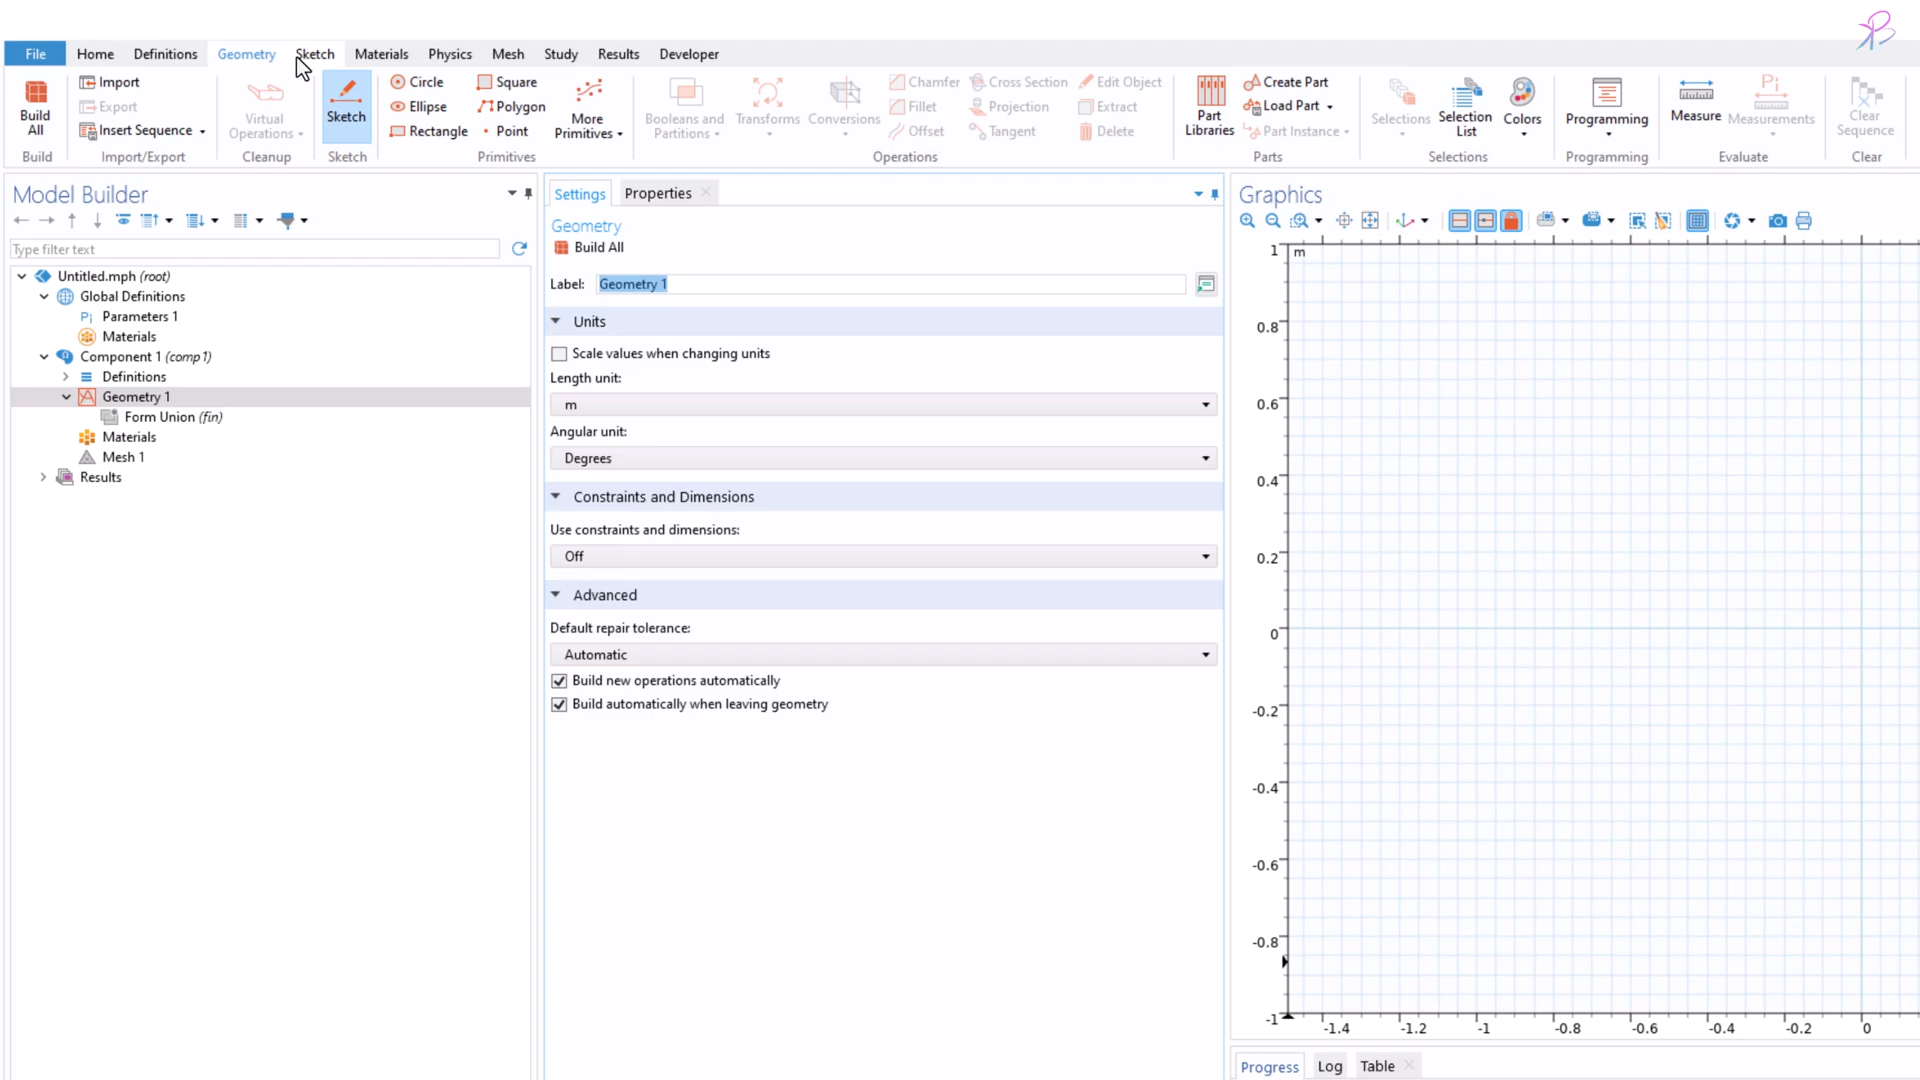 File Home Definitions Geometry Sketch Materials Physics Mesh Study Results Developer
Build All
Build
Import
Export
Insert Sequence
Import/Export
Virtual Operations
Cleanup
Sketch
Sketch
Circle Square
Ellipse Polygon
Rectangle Point
More Primitives
Primitives
Booleans and Partitions
Transforms
Conversions
Chamfer Cross Section Edit Object
Fillet Projection Extract
Offset Tangent Delete
Operations
Part Libraries
Create Part
Load Part
Part Instance
Parts
Selections
Selection List
Colors
Selections
Programming
Programming
Measure
Measurements
Evaluate
Clear Sequence
Clear
Model Builder
Type filter text
Untitled.mph (root)
Global Definitions
Pi Parameters 1
Materials
Component 1 (comp1)
Definitions
Geometry 1
Form Union (fin)
Materials
Mesh 1
Results
Settings Properties
Geometry
Build All
Label: Geometry 1
Units
Scale values when changing units
Length unit:
m
Angular unit:
Degrees
Constraints and Dimensions
Use constraints and dimensions:
Off
Advanced
Default repair tolerance:
Automatic
Build new operations automatically
Build automatically when leaving geometry
Graphics
1 m
0.8
0.6
0.4
0.2
0
-0.2
-0.4
-0.6
-0.8
-1
-1.4 -1.2 -1 -0.8 -0.6 -0.4 -0.2 0
Progress Log Table